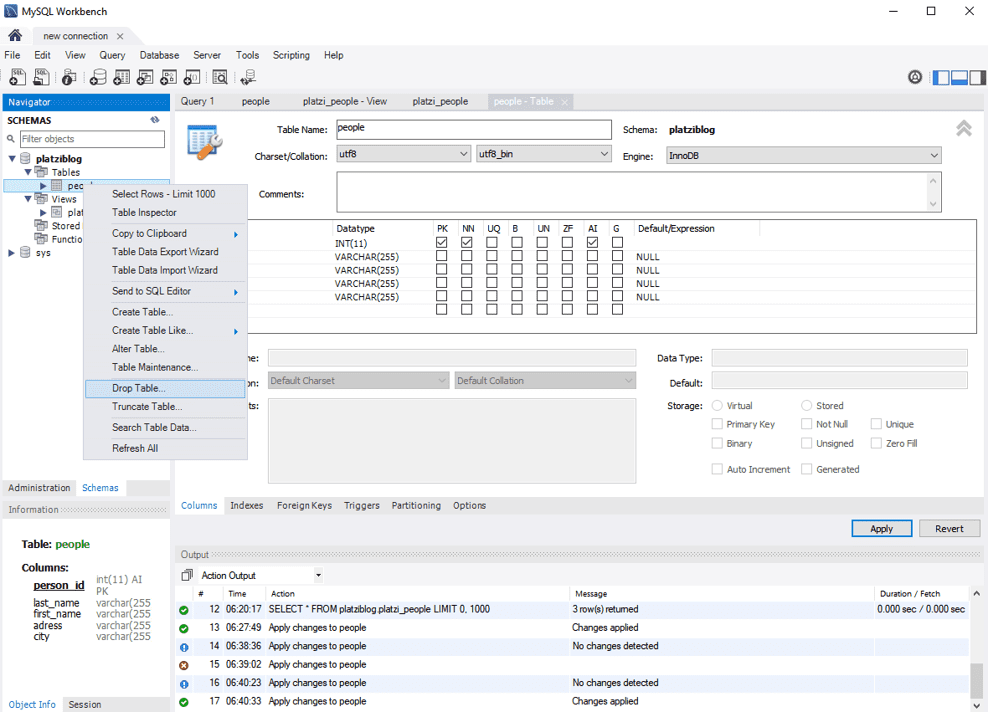 MySQL Workbench
new connection
File Edit View Query Database Server Tools Scripting Help
Navigator
SCHEMAS
Filter objects
platziblog
Tables
Views
Stored
sys
Select Rows - Limit 1000
Table Inspector
Copy to Clipboard
Table Data Export Wizard
Table Data Import Wizard
Send to SQL Editor
Create Table...
Create Table Like...
Alter Table...
Table Maintenance...
Drop Table...
Truncate Table...
Search Table Data...
Refresh All
Administration Schemas
Information
Table: people
Columns:
person_id int(11) AI
PK
last_name varchar(255
first_name varchar(255
adress varchar(255
city varchar(255
Object Info Session
Query 1 people platzi_people - View platzi_people people - Table
Table Name: people Schema: platziblog
Charset/Collation: utf8 utf8_bin Engine: InnoDB
Comments:
Datatype PK NN UQ B UN ZF AI G Default/Expression
INT(11)
VARCHAR(255) NULL
VARCHAR(255) NULL
VARCHAR(255) NULL
VARCHAR(255) NULL
Data Type:
Default Charset Default Collation Default:
Storage: Virtual Stored
Primary Key Not Null Unique
Binary Unsigned Zero Fill
Auto Increment Generated
Columns Indexes Foreign Keys Triggers Partitioning Options
Apply Revert
Output
Action Output
# Time Action Message Duration / Fetch
12 06:20:17 SELECT * FROM platziblog.platzi_people LIMIT 0, 1000 3 row(s) returned 0.000 sec / 0.000 sec
13 06:27:49 Apply changes to people Changes applied
14 06:38:36 Apply changes to people No changes detected
15 06:39:02 Apply changes to people
16 06:40:23 Apply changes to people No changes detected
17 06:40:33 Apply changes to people Changes applied